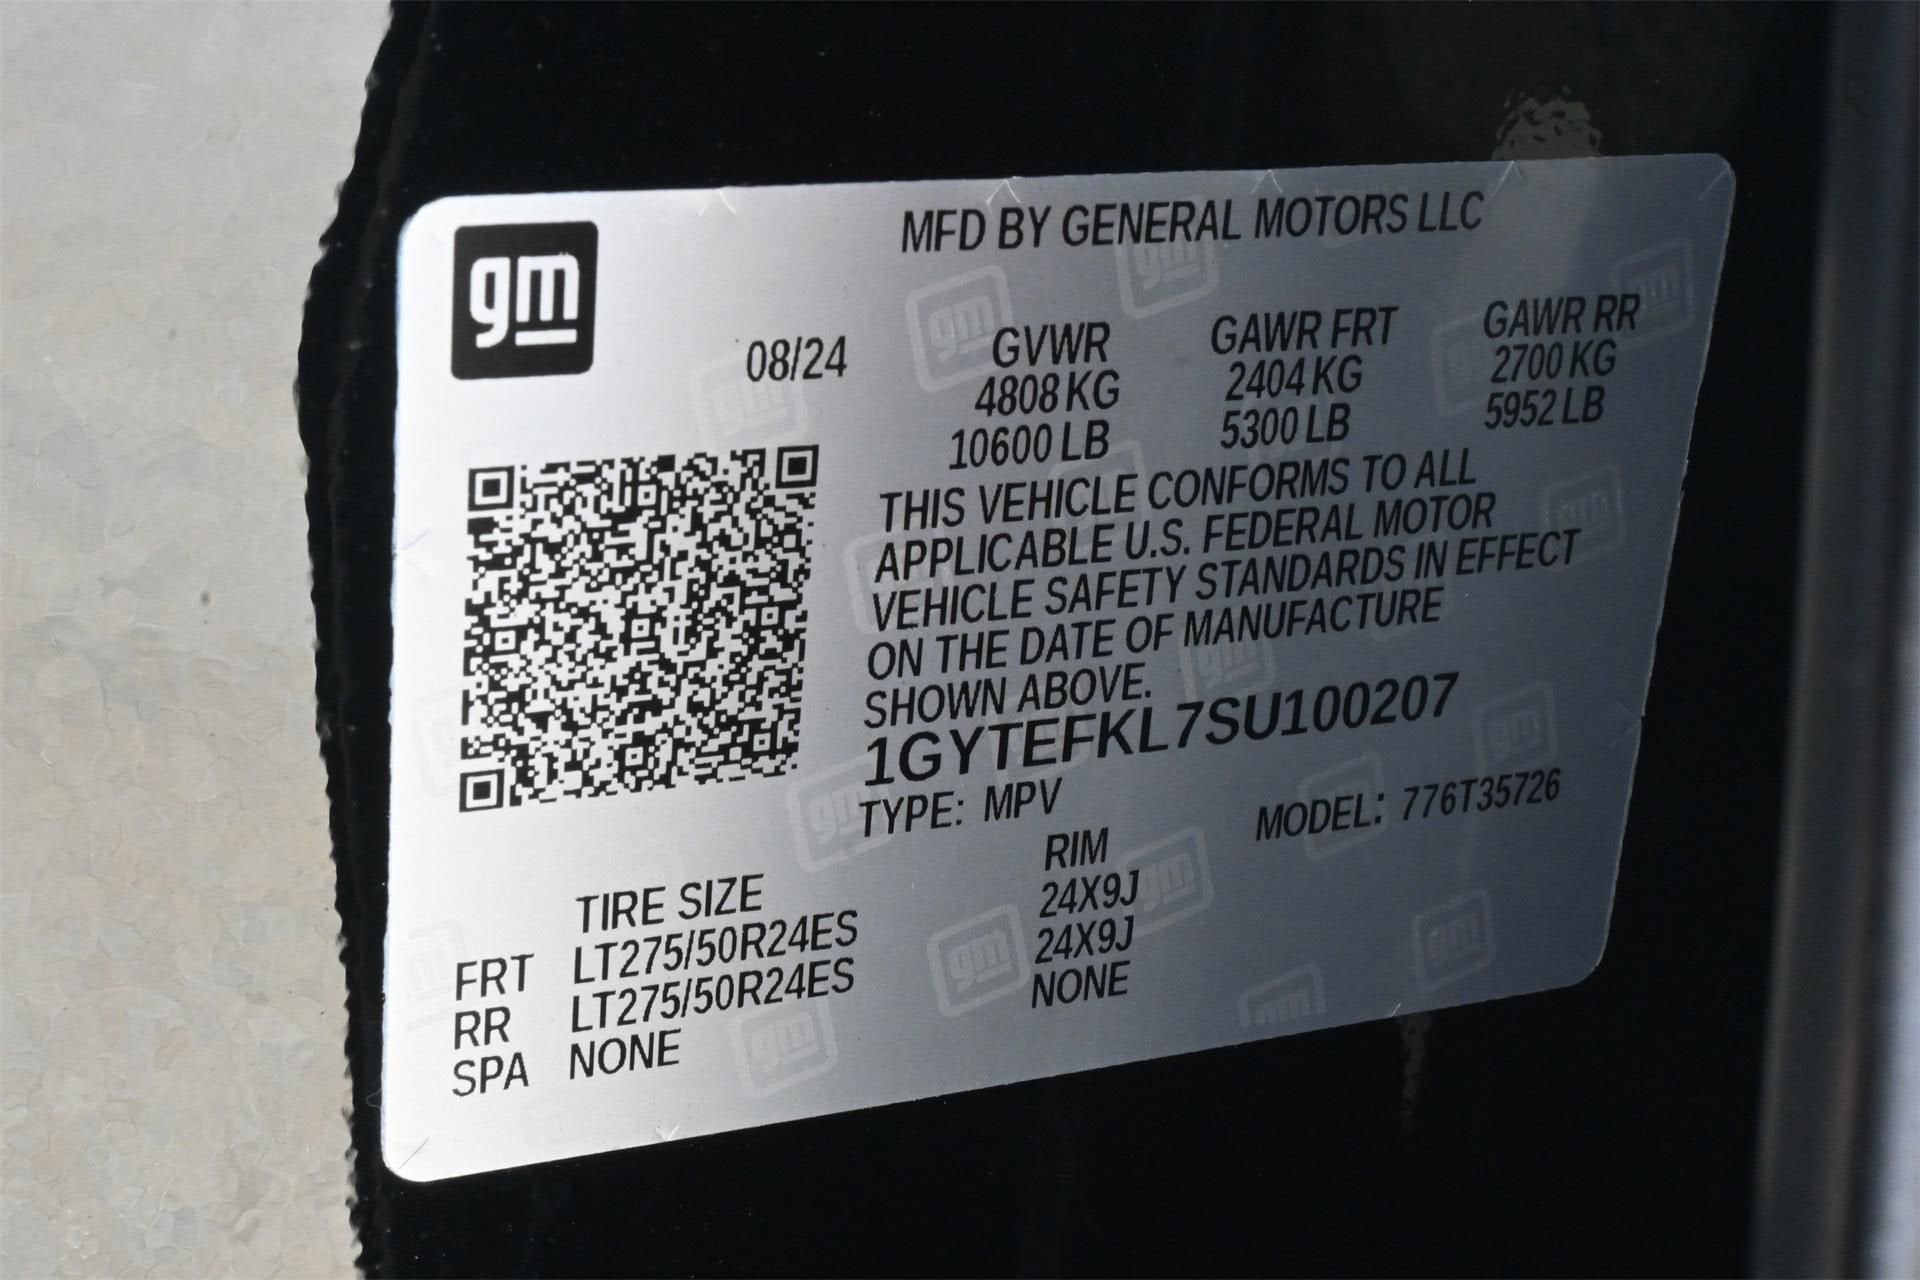 gm
MFD BY GENERAL MOTORS LLC
08/24
GVWR GAWR FRT GAWR RR
4808 KG 2404 KG 2700 KG
10600 LB 5300 LB 5952 LB
THIS VEHICLE CONFORMS TO ALL
APPLICABLE U.S. FEDERAL MOTOR
VEHICLE SAFETY STANDARDS IN EFFECT
ON THE DATE OF MANUFACTURE
SHOWN ABOVE.
1GYTEFKL7SU100207
TYPE: MPV MODEL: 776T35726
TIRE SIZE RIM
FRT LT275/50R24ES 24X9J
RR LT275/50R24ES 24X9J
SPA NONE NONE